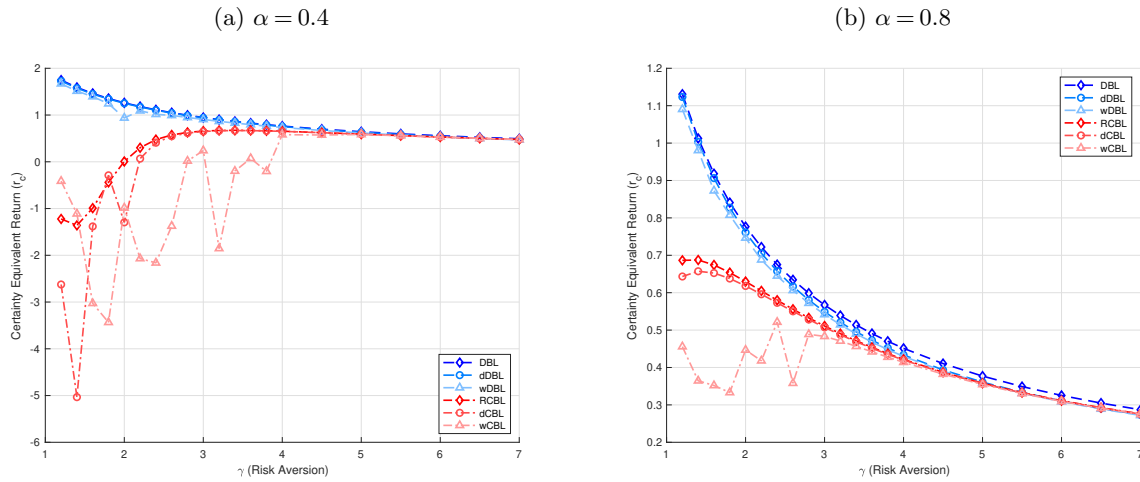 (a) α = 0.4
2
1
0
-1
-2
-3
-4
-5
-6
Certainty Equivalent Return (r_c)
1 2 3 4 5 6 7
γ (Risk Aversion)
DBL
dDBL
wDBL
RCBL
dCBL
wCBL
(b) α = 0.8
1.2
1.1
1
0.9
0.8
0.7
0.6
0.5
0.4
0.3
0.2
Certainty Equivalent Return (r_c)
1 2 3 4 5 6 7
γ (Risk Aversion)
DBL
dDBL
wDBL
RCBL
dCBL
wCBL